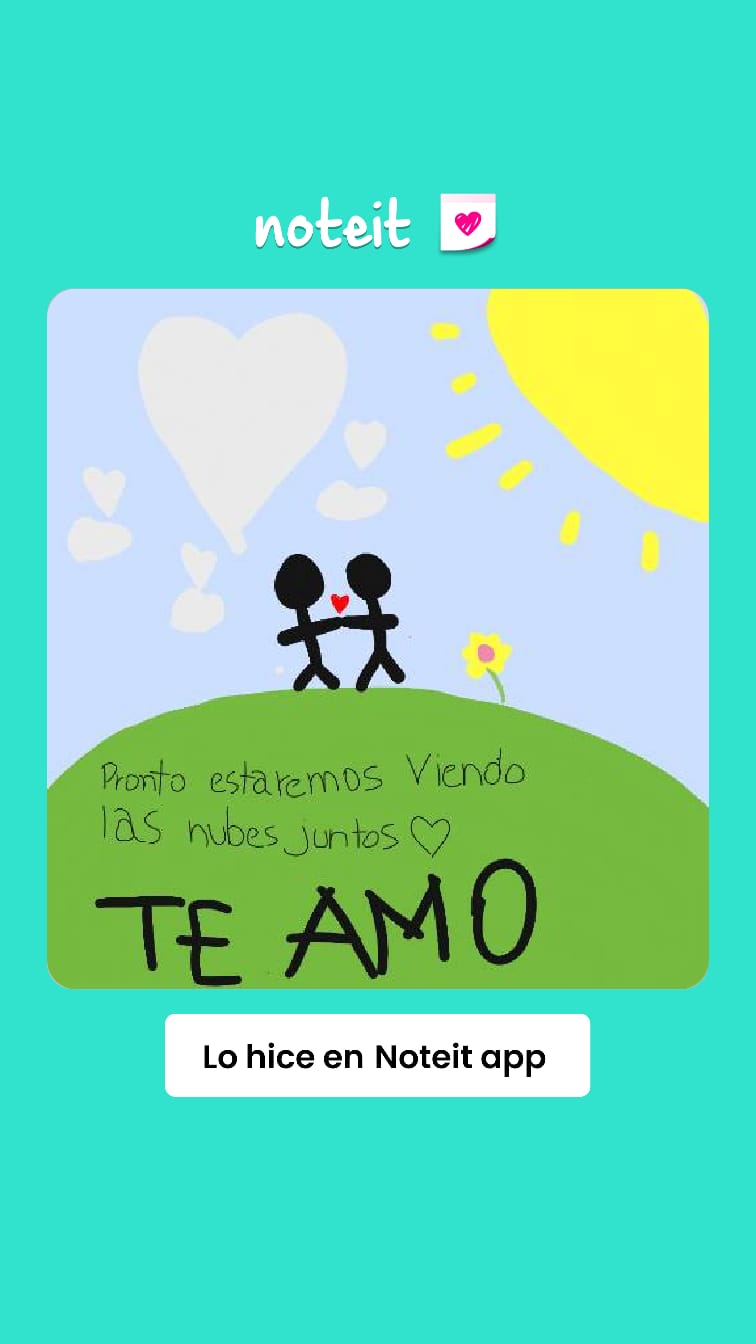 noteit
Pronto estaremos Viendo
las nubes juntos
TE AMO
Lo hice en Noteit app